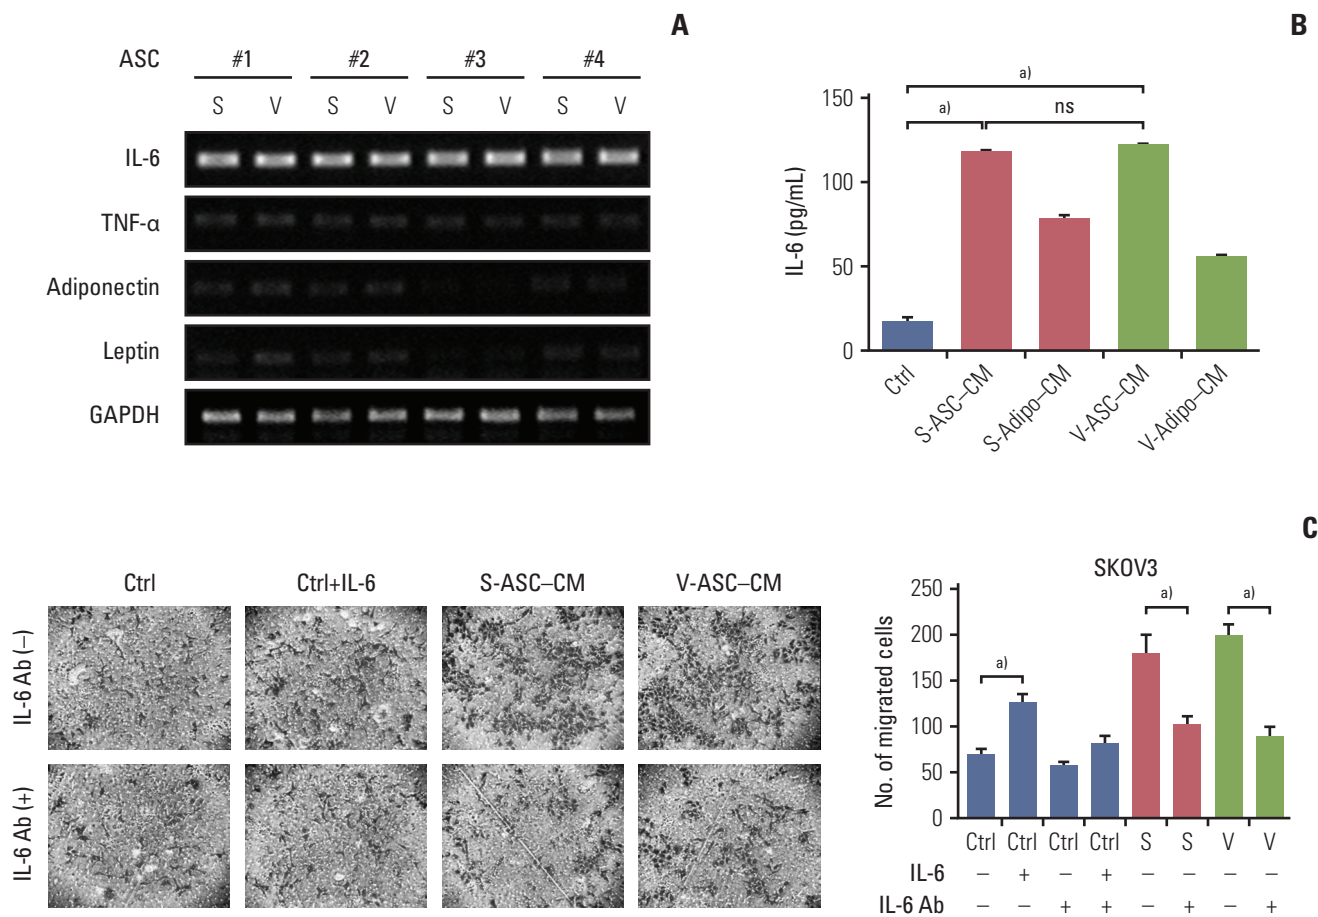 A
ASC #1 #2 #3 #4
S V S V S V S V
IL-6
TNF-α
Adiponectin
Leptin
GAPDH
B
a)
a) ns
IL-6 (pg/mL)
150
100
50
0
Ctrl
S-ASC–CM
S-Adipo–CM
V-ASC–CM
V-Adipo–CM
C
Ctrl Ctrl+IL-6 S-ASC–CM V-ASC–CM
IL-6 Ab (–)
IL-6 Ab (+)
SKOV3
No. of migrated cells
250
200
150
100
50
0
a)
a)
a)
Ctrl Ctrl Ctrl Ctrl S S V V
IL-6 – + – + – – – –
IL-6 Ab – – + + – + – +